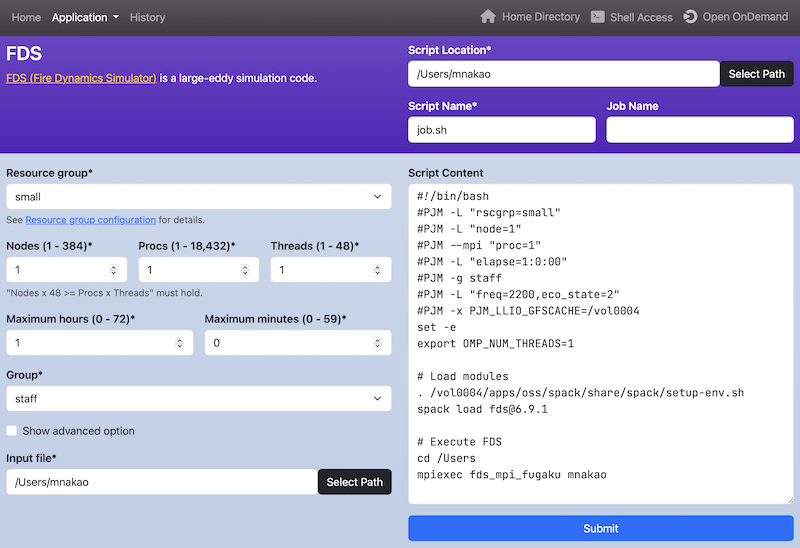 Home Application History Home Directory Shell Access Open OnDemand
FDS
FDS (Fire Dynamics Simulator) is a large-eddy simulation code.
Script Location*
/Users/mnakao Select Path
Script Name* Job Name
job.sh
Resource group*
small
See Resource group configuration for details.
Nodes (1 - 384)* Procs (1 - 18,432)* Threads (1 - 48)*
1 1 1
"Nodes x 48 >= Procs x Threads" must hold.
Maximum hours (0 - 72)* Maximum minutes (0 - 59)*
1 0
Group*
staff
Show advanced option
Input file*
/Users/mnakao Select Path
Script Content
#!/bin/bash
#PJM -L "rscgrp=small"
#PJM -L "node=1"
#PJM --mpi "proc=1"
#PJM -L "elapse=1:0:00"
#PJM -g staff
#PJM -L "freq=2200,eco_state=2"
#PJM -x PJM_LLIO_GFSCACHE=/vol0004
set -e
export OMP_NUM_THREADS=1
# Load modules
. /vol0004/apps/oss/spack/share/spack/setup-env.sh
spack load fds@6.9.1
# Execute FDS
cd /Users
mpiexec fds_mpi_fugaku mnakao
Submit